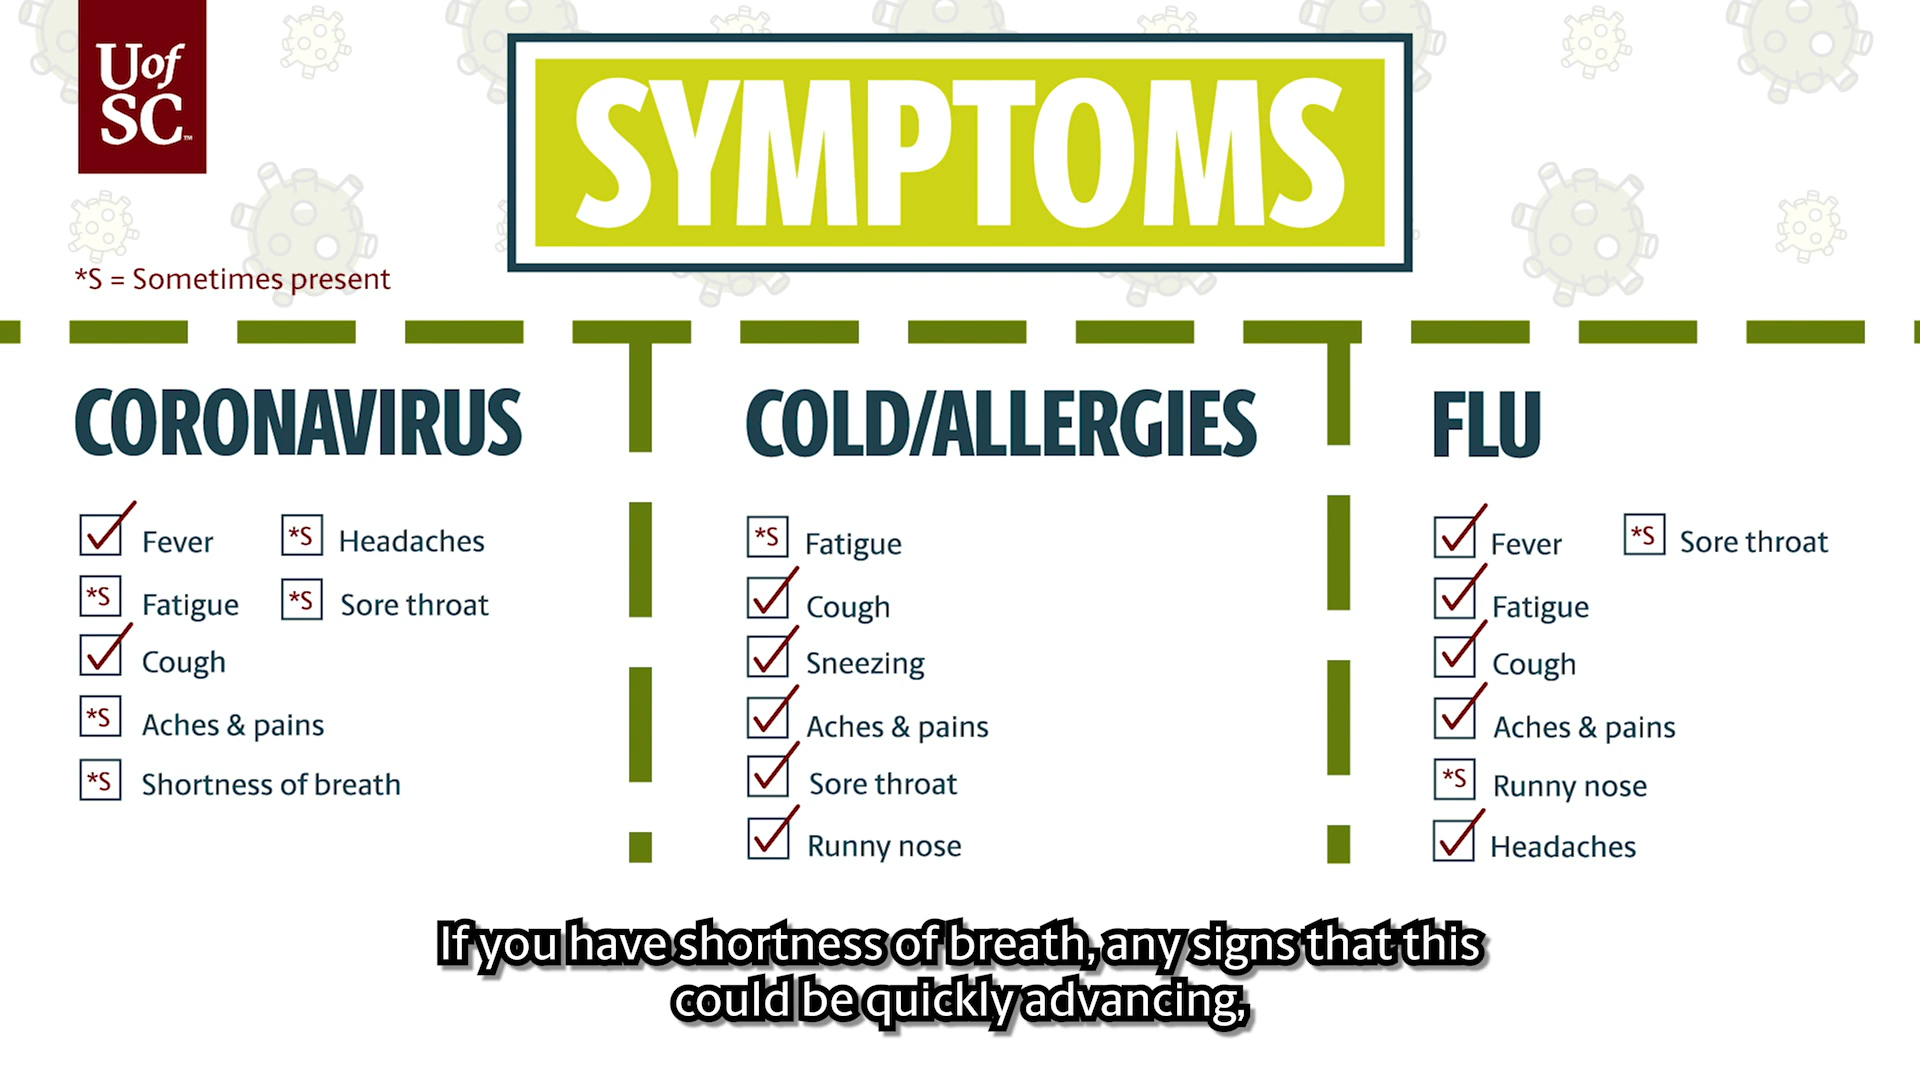 Uof
SC™
SYMPTOMS
*S = Sometimes present
CORONAVIRUS
Fever
*S Fatigue
Cough
*S Aches & pains
*S Shortness of breath
*S Headaches
*S Sore throat
COLD/ALLERGIES
*S Fatigue
Cough
Sneezing
Aches & pains
Sore throat
Runny nose
FLU
Fever
Fatigue
Cough
Aches & pains
*S Runny nose
Headaches
*S Sore throat
If you have shortness of breath, any signs that this
could be quickly advancing,